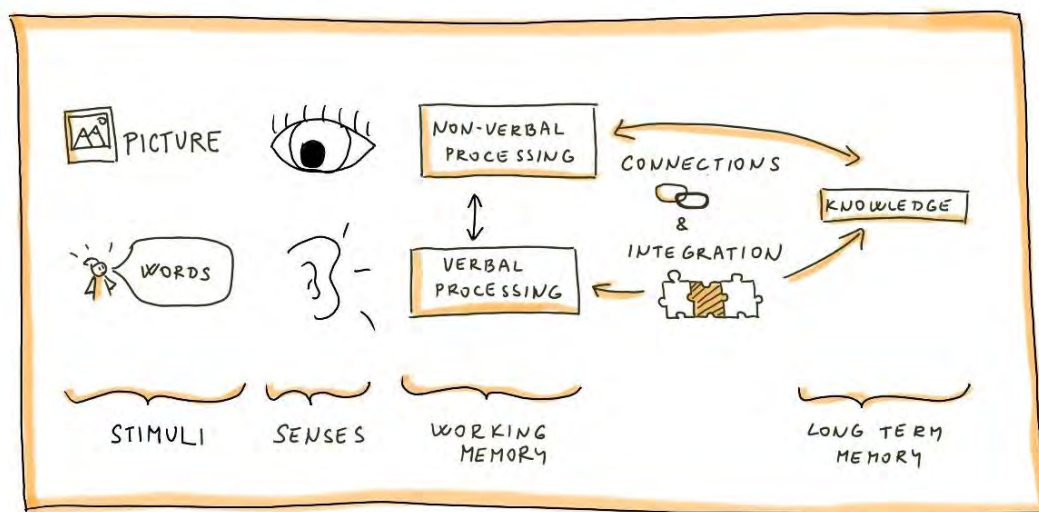 PICTURE
WORDS
NON-VERBAL
PROCESSING
VERBAL
PROCESSING
CONNECTIONS
&
INTEGRATION
KNOWLEDGE
STIMULI
SENSES
WORKING
MEMORY
LONG TERM
MEMORY